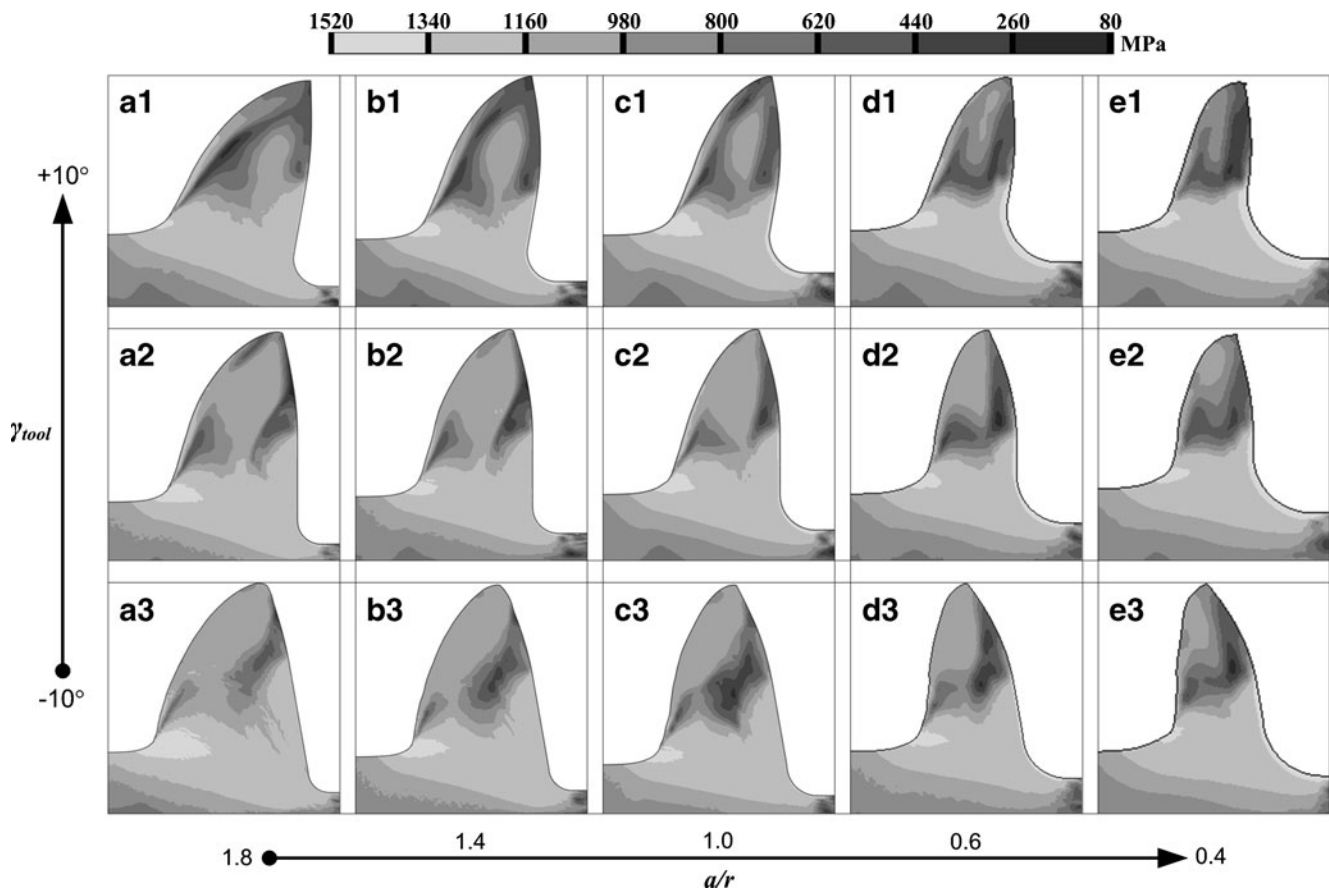 1520 1340 1160 980 800 620 440 260 80
MPa
a1 b1 c1 d1 e1
+10°
a2 b2 c2 d2 e2
γtool
a3 b3 c3 d3 e3
-10°
1.8 1.4 1.0 0.6 0.4
a/r